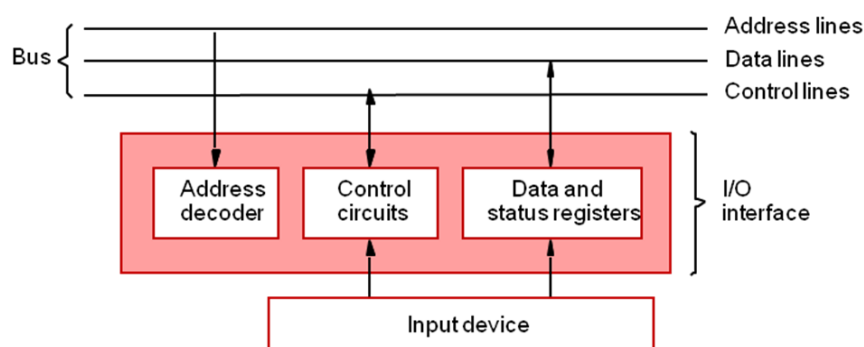 Address lines
Bus
Data lines
Control lines
Address
decoder
Control
circuits
Data and
status registers
I/O
interface
Input device